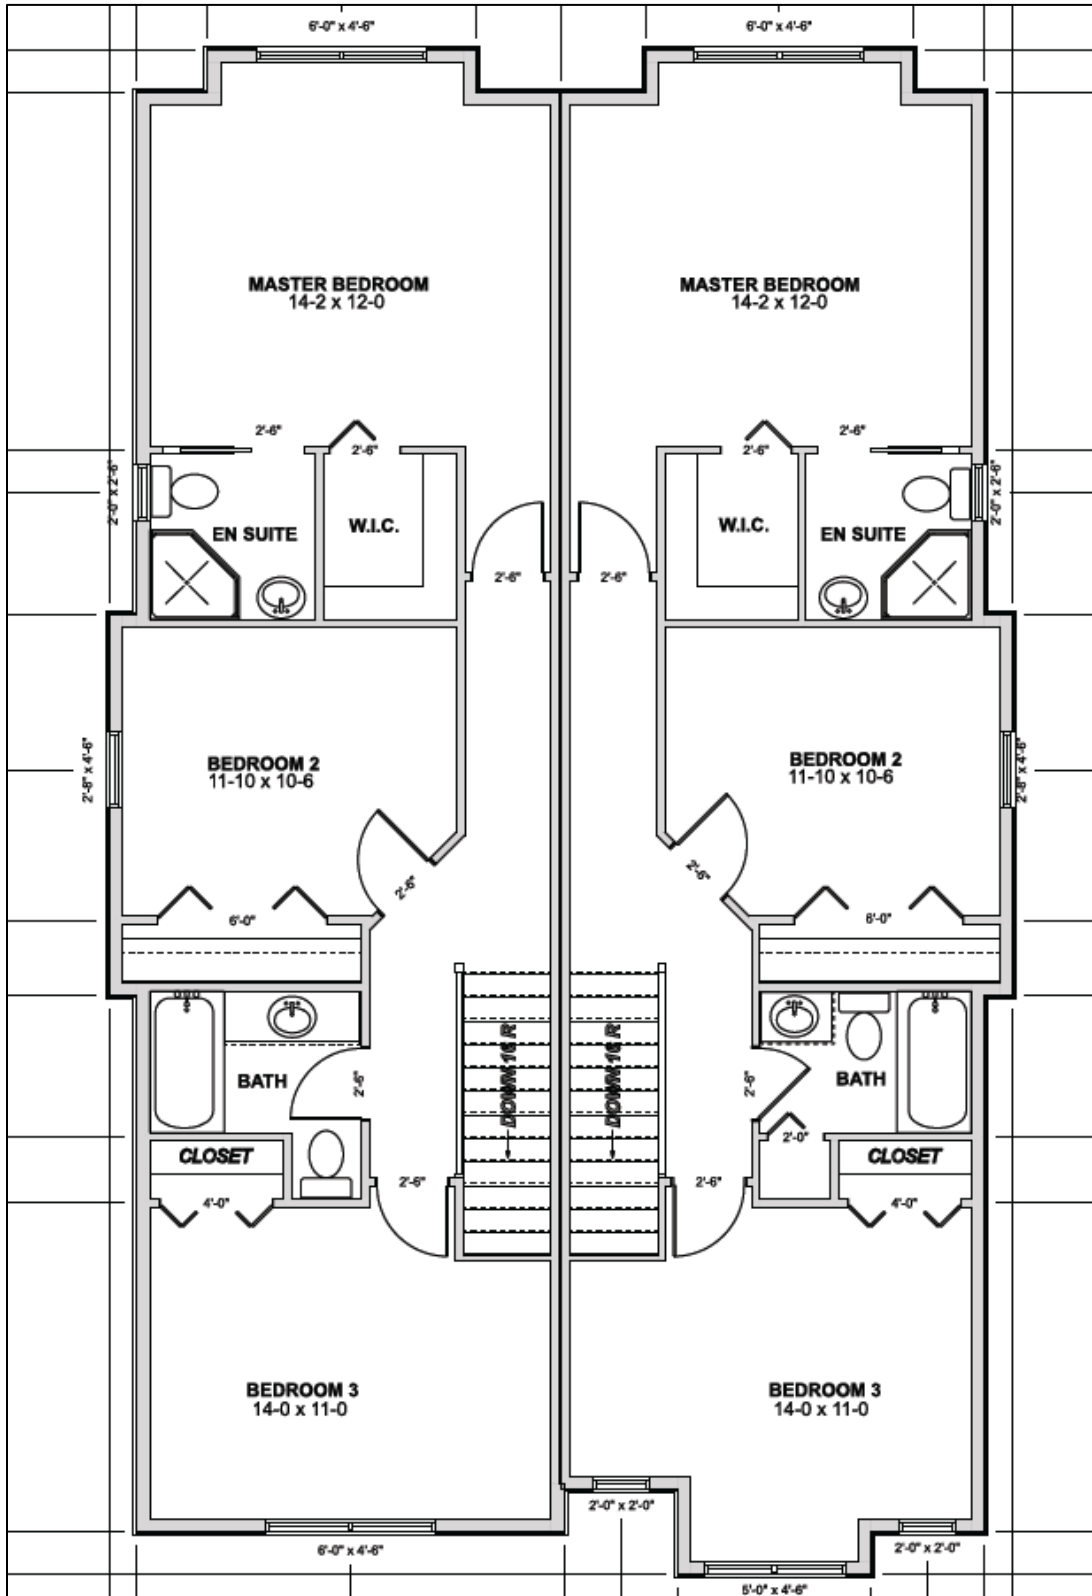 6'-0" x 4'-6"
6'-0" x 4'-6"
MASTER BEDROOM
14-2 x 12-0
MASTER BEDROOM
14-2 x 12-0
2'-6"
2'-6"
2'-6"
2'-6"
2'-0" x 2'-6"
EN SUITE
W.I.C.
W.I.C.
EN SUITE
2'-0" x 2'-6"
2'-6"
2'-6"
2'-8" x 4'-6"
BEDROOM 2
11-10 x 10-6
BEDROOM 2
11-10 x 10-6
2'-8" x 4'-6"
2'-6"
2'-6"
6'-0"
6'-0"
DOWN 16 R
DOWN 16 R
BATH
2'-6"
2'-6"
BATH
2'-0"
CLOSET
CLOSET
4'-0"
2'-6"
2'-6"
4'-0"
BEDROOM 3
14-0 x 11-0
BEDROOM 3
14-0 x 11-0
2'-0" x 2'-0"
6'-0" x 4'-6"
2'-0" x 2'-0"
5'-0" x 4'-6"